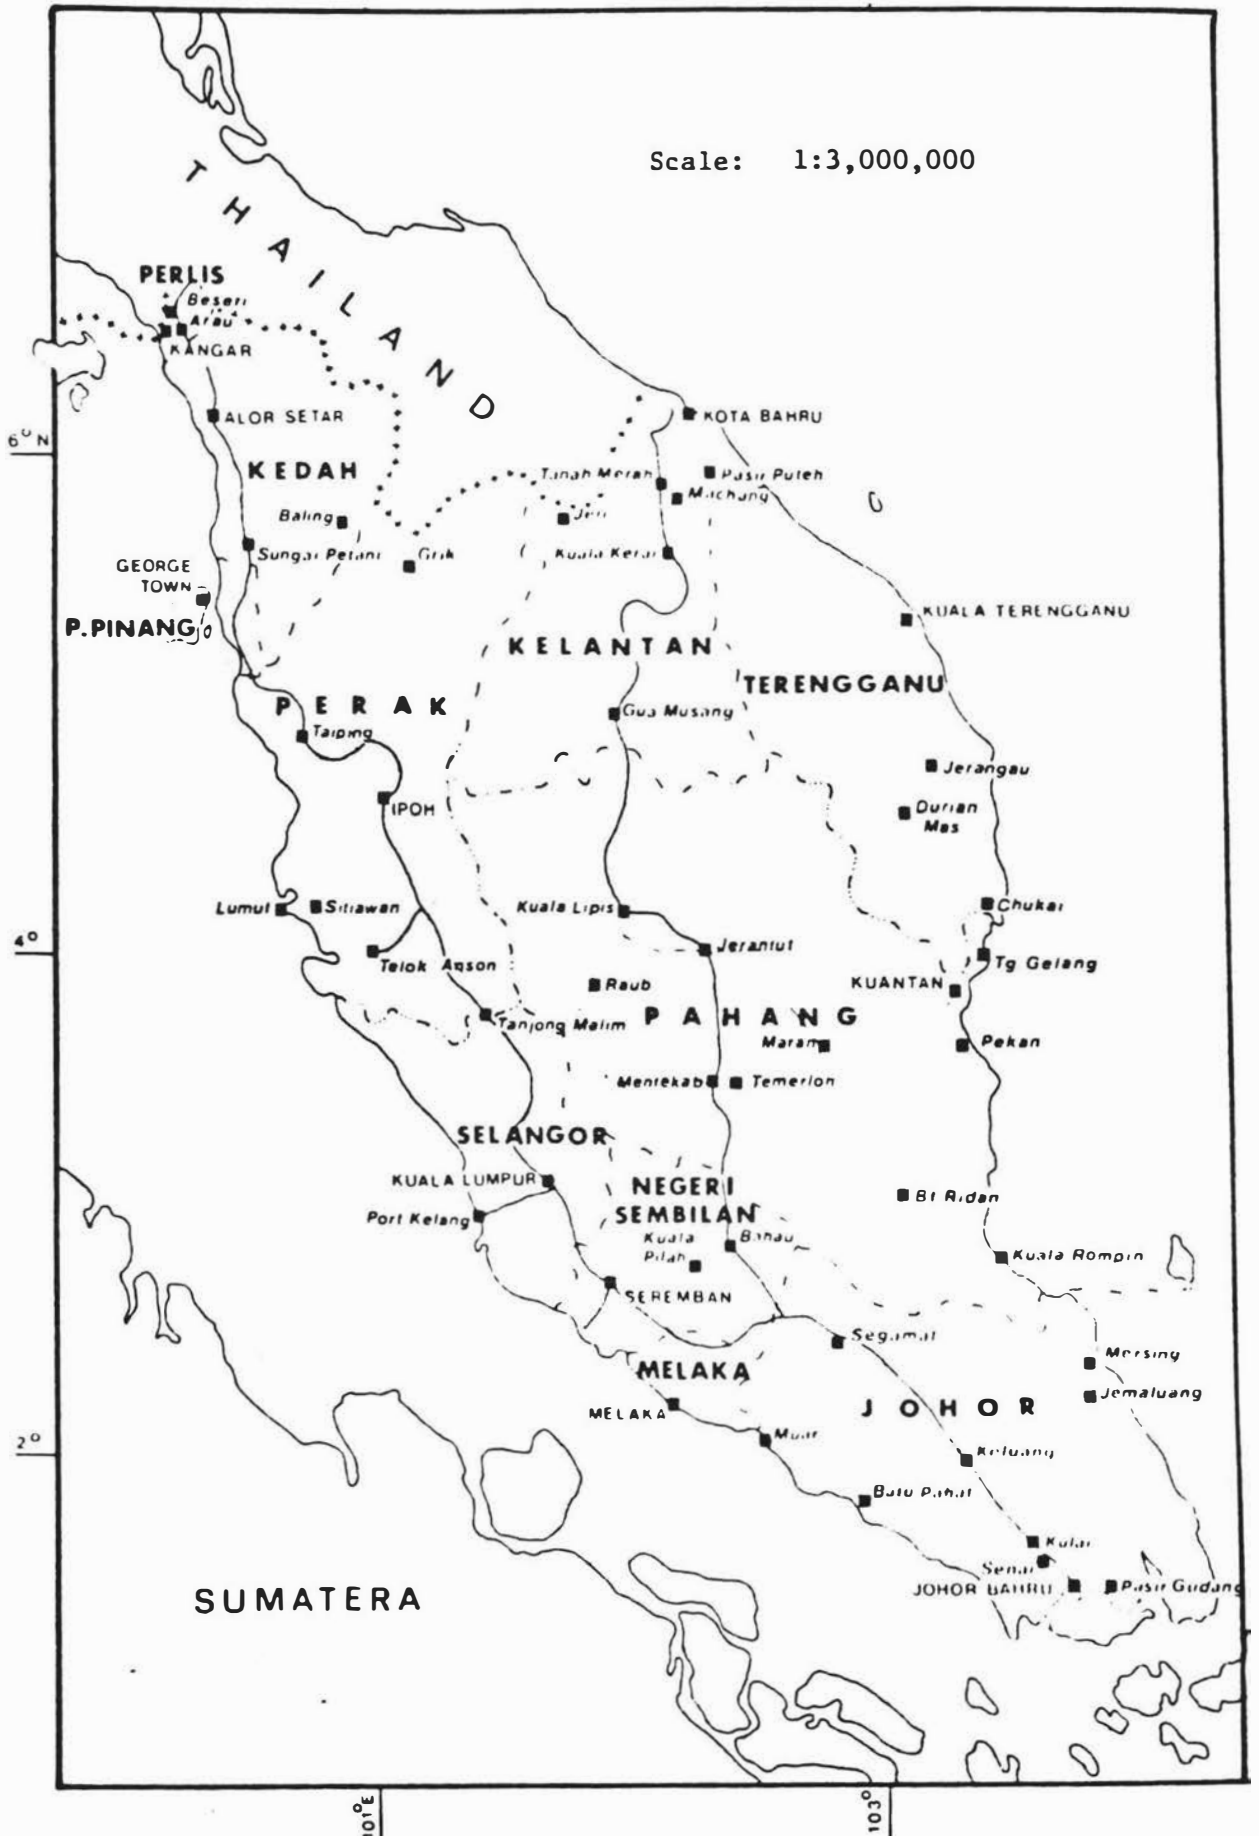 Scale: 1:3,000,000
THAILAND
PERLIS
Beseri
Arau
KANGAR
ALOR SETAR
KOTA BAHRU
6° N
KEDAH
Tanah Merah
Pasir Puteh
Machang
Baling
Jeli
Sungai Petani
Grik
Kuala Kerai
GEORGE
TOWN
P.PINANG
KUALA TERENGGANU
KELANTAN
TERENGGANU
PERAK
Gua Musang
Taiping
Jerangau
IPOH
Durian
Mas
Lumut
Sitiawan
Kuala Lipis
Chukai
4°
Telok Anson
Jerantut
Tg Gelang
Raub
KUANTAN
PAHANG
Tanjong Malim
Maram
Pekan
Mentekab
Temerloh
SELANGOR
KUALA LUMPUR
NEGERI
SEMBILAN
Bt Ridan
Port Kelang
Kuala
Pilah
Bahau
Kuala Rompin
SEREMBAN
Segamat
Mersing
MELAKA
Jemaluang
JOHOR
MELAKA
Muar
2°
Keluang
Batu Pahat
Kulai
Senai
JOHOR BAHRU
Pasir Gudang
SUMATERA
101°E
103°